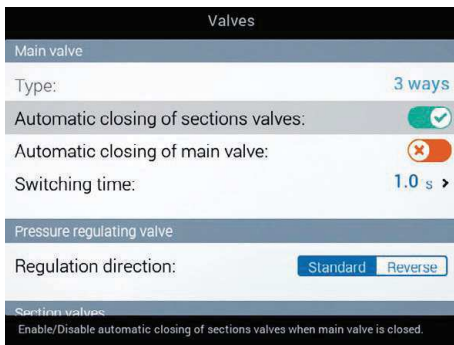 Valves
Main valve
Type: 3 ways
Automatic closing of sections valves:
Automatic closing of main valve:
Switching time: 1.0 s >
Pressure regulating valve
Regulation direction: Standard Reverse
Section valves
Enable/Disable automatic closing of sections valves when main valve is closed.